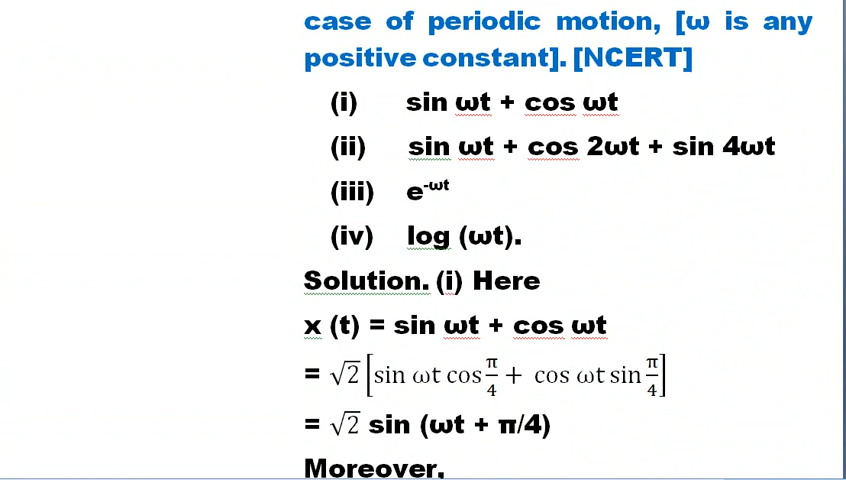 case of periodic motion, [ω is any
positive constant]. [NCERT]
(i) sin ωt + cos ωt
(ii) sin ωt + cos 2ωt + sin 4ωt
(iii) e^-ωt
(iv) log (ωt).
Solution. (i) Here
x (t) = sin ωt + cos ωt
= √2 [sin ωt cos π/4 + cos ωt sin π/4]
= √2 sin (ωt + π/4)
Moreover,